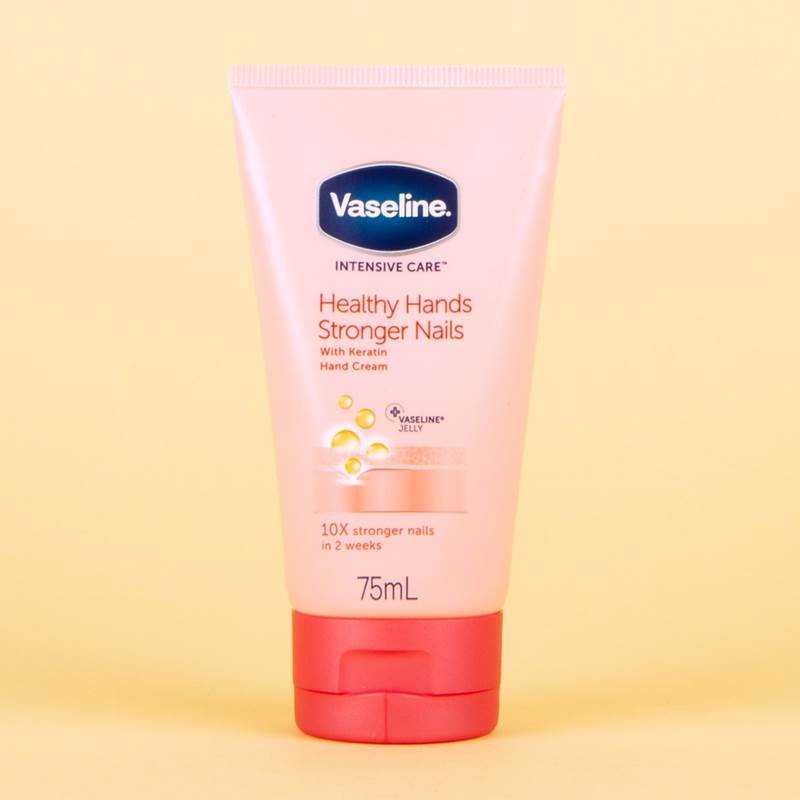 Vaseline.
INTENSIVE CARE™
Healthy Hands
Stronger Nails
With Keratin
Hand Cream
VASELINE®
JELLY
10X stronger nails
in 2 weeks
75mL